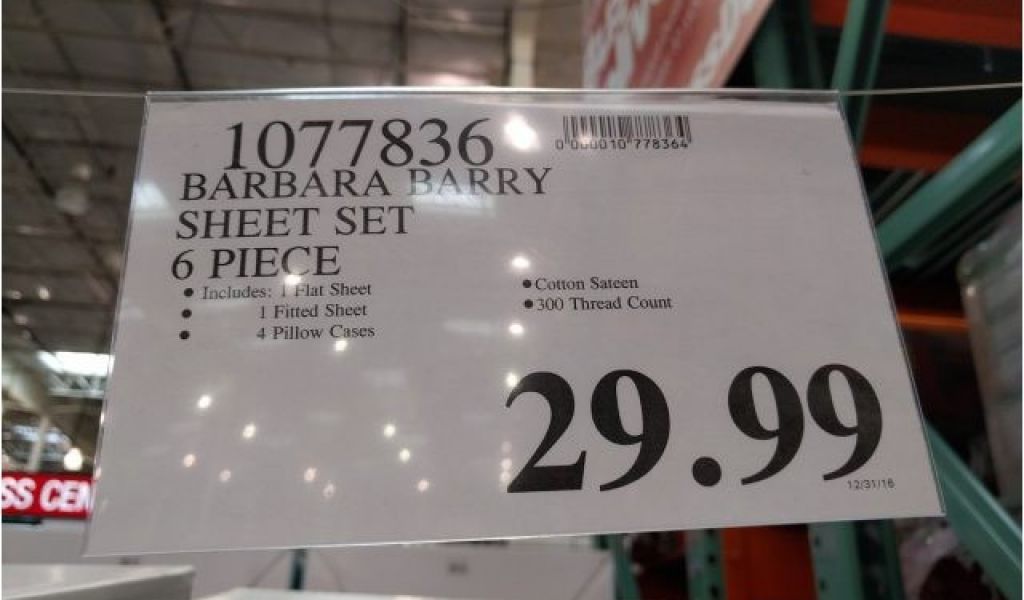 1077836
0 000010 778364
BARBARA BARRY
SHEET SET
6 PIECE
• Includes: 1 Flat Sheet
• 1 Fitted Sheet
• 4 Pillow Cases
• Cotton Sateen
• 300 Thread Count
29.99
12/31/16
SS CEN